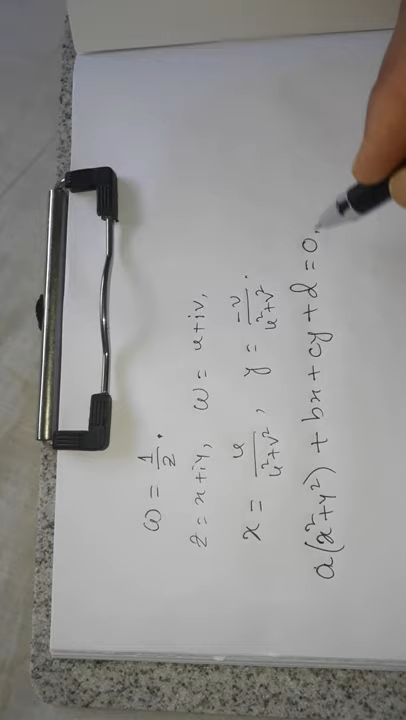 ω = 1/z.
z = x+iy, ω = u+iv,
x = u/(u²+v²), y = -v/(u²+v²).
a(x²+y²) + bx + cy + d = 0.